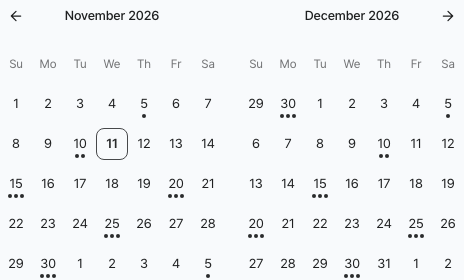 November 2026 December 2026
Su Mo Tu We Th Fr Sa Su Mo Tu We Th Fr Sa
1 2 3 4 5 6 7 29 30 1 2 3 4 5
8 9 10 11 12 13 14 6 7 8 9 10 11 12
15 16 17 18 19 20 21 13 14 15 16 17 18 19
22 23 24 25 26 27 28 20 21 22 23 24 25 26
29 30 1 2 3 4 5 27 28 29 30 31 1 2